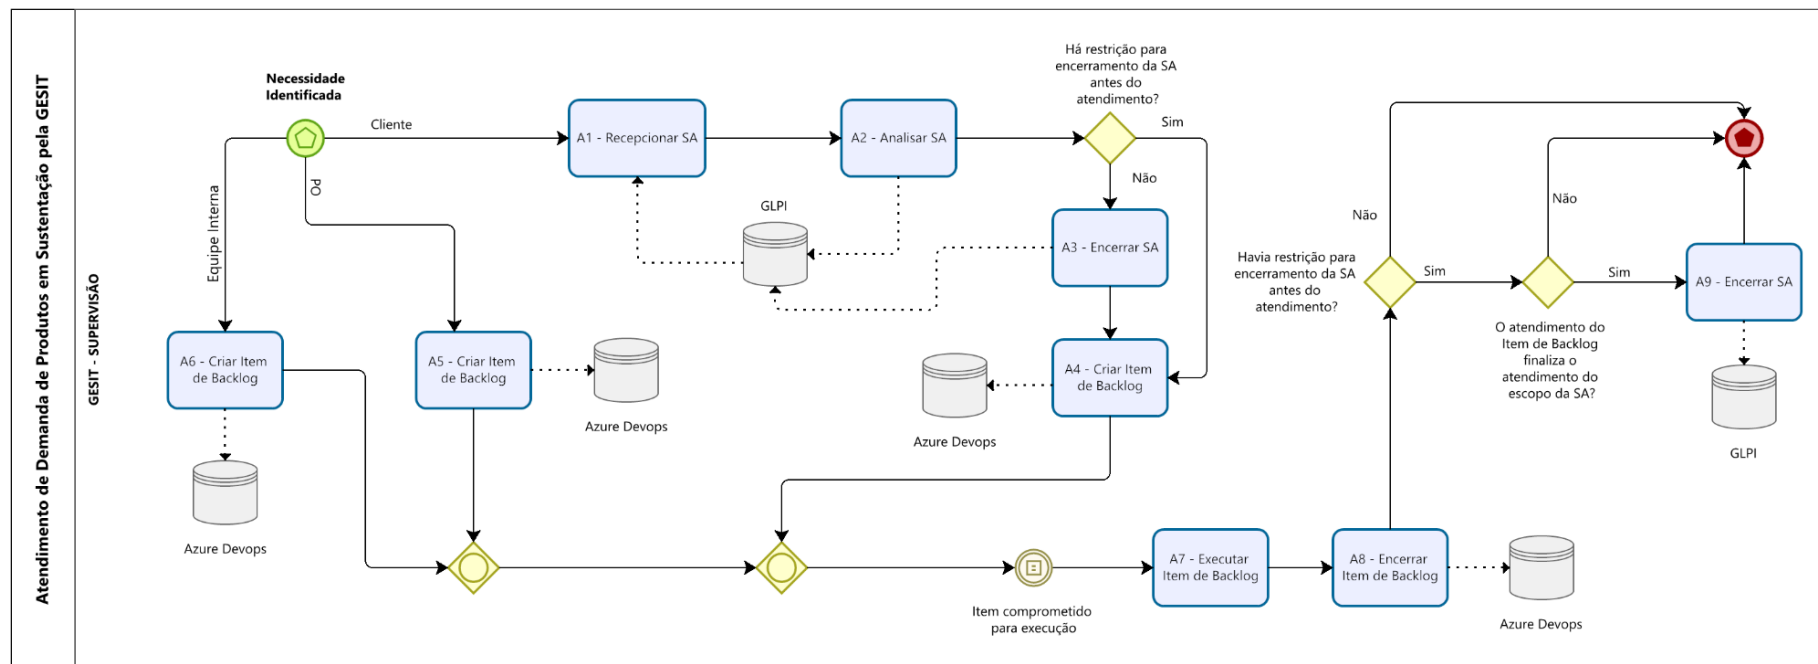 Atendimento de Demanda de Produtos em Sustentação pela GESIT
GESIT - SUPERVISÃO
Necessidade
Identificada
Cliente
PO
Equipe Interna
A1 - Recepcionar SA
A2 - Analisar SA
Há restrição para
encerramento da SA
antes do
atendimento?
Sim
Não
GLPI
A3 - Encerrar SA
A4 - Criar Item
de Backlog
Azure Devops
A5 - Criar Item
de Backlog
Azure Devops
A6 - Criar Item
de Backlog
Azure Devops
Item comprometido
para execução
A7 - Executar
Item de Backlog
A8 - Encerrar
Item de Backlog
Azure Devops
Havia restrição para
encerramento da SA
antes do
atendimento?
Não
Sim
O atendimento do
Item de Backlog
finaliza o
atendimento do
escopo da SA?
Não
Sim
A9 - Encerrar SA
GLPI